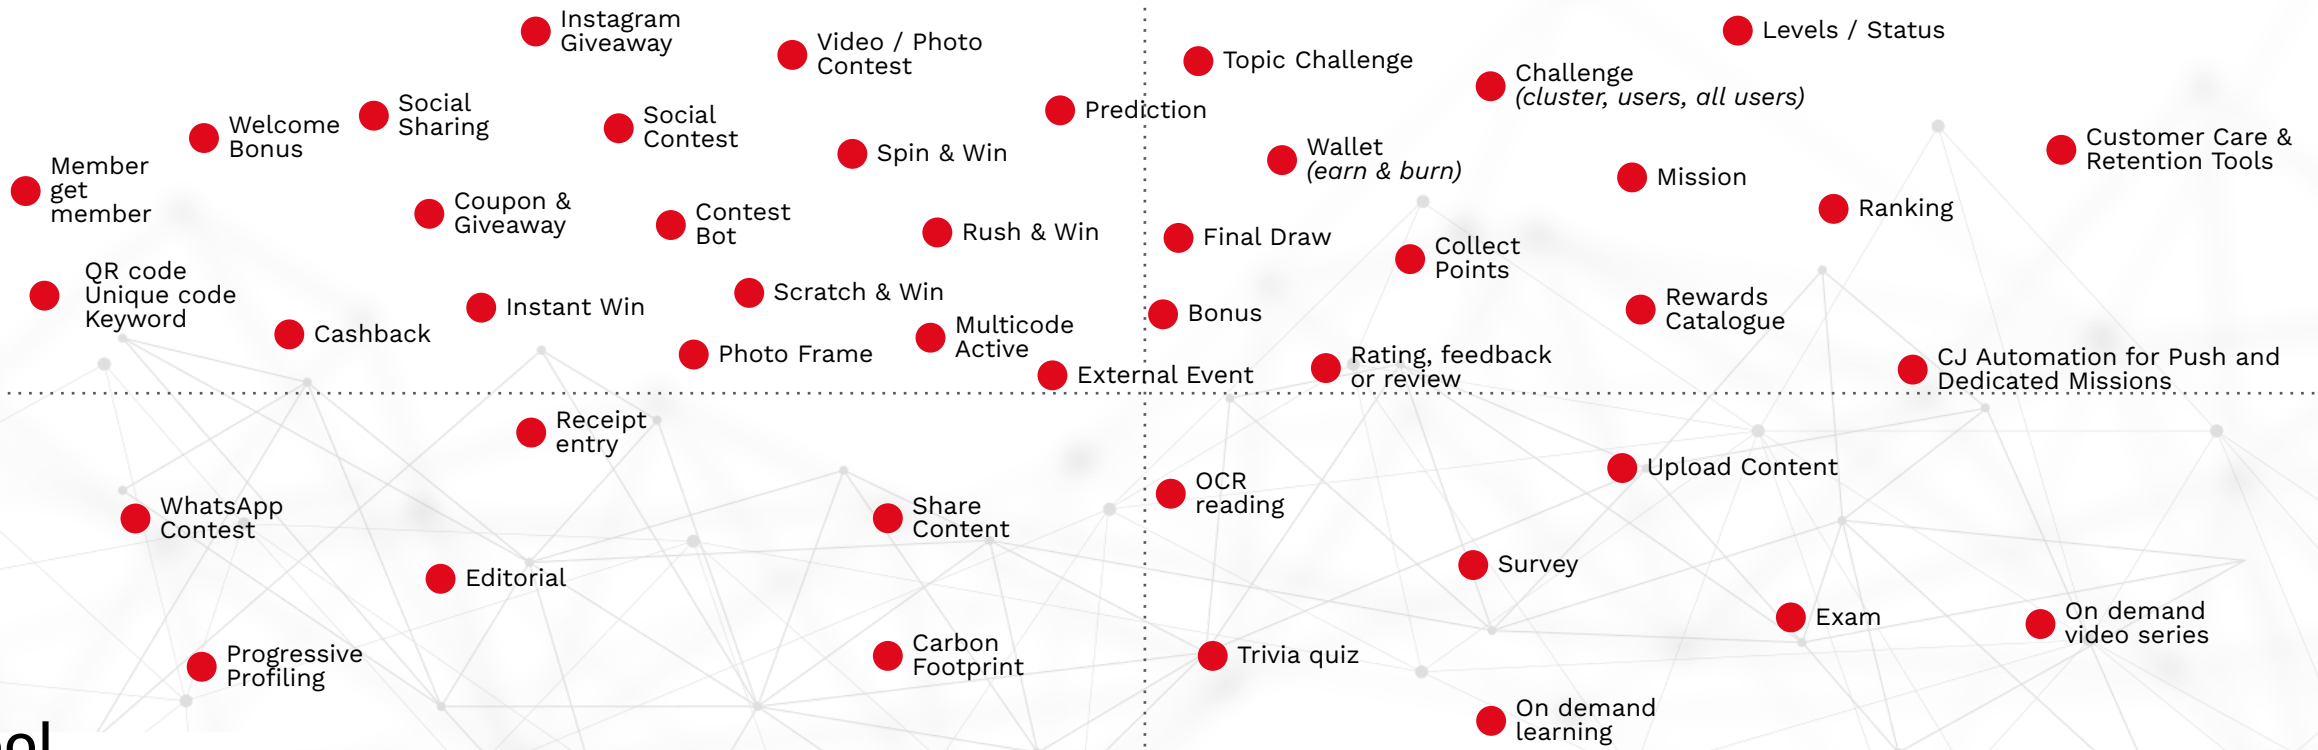 Instagram
Giveaway
Video / Photo
Contest
Topic Challenge
Levels / Status
Challenge
(cluster, users, all users)
Social
Sharing
Welcome
Bonus
Social
Contest
Prediction
Spin & Win
Wallet
(earn & burn)
Mission
Customer Care &
Retention Tools
Member
get
member
Coupon &
Giveaway
Contest
Bot
Rush & Win
Final Draw
Collect
Points
Ranking
QR code
Unique code
Keyword
Cashback
Instant Win
Scratch & Win
Photo Frame
Multicode
Active
External Event
Bonus
Rating, feedback
or review
Rewards
Catalogue
CJ Automation for Push and
Dedicated Missions
Receipt
entry
WhatsApp
Contest
Share
Content
OCR
reading
Upload Content
Editorial
Survey
Progressive
Profiling
Carbon
Footprint
Trivia quiz
Exam
On demand
video series
On demand
learning